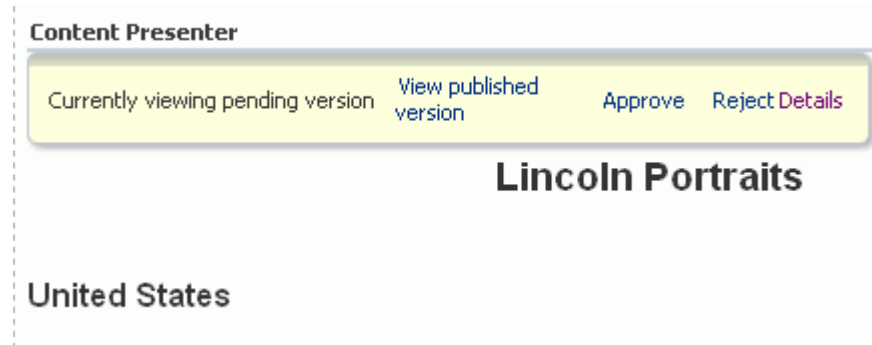 Content Presenter
Currently viewing pending version View published version Approve Reject Details
Lincoln Portraits
United States